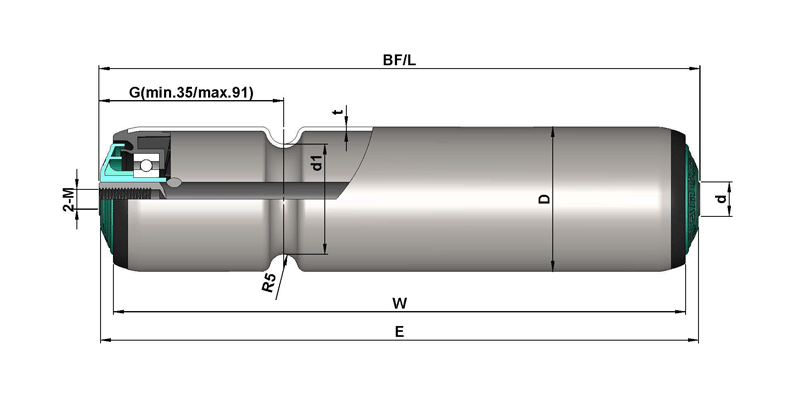 BF/L
G(min.35/max.91)
t
d1
2-M
D
d
R5
W
E